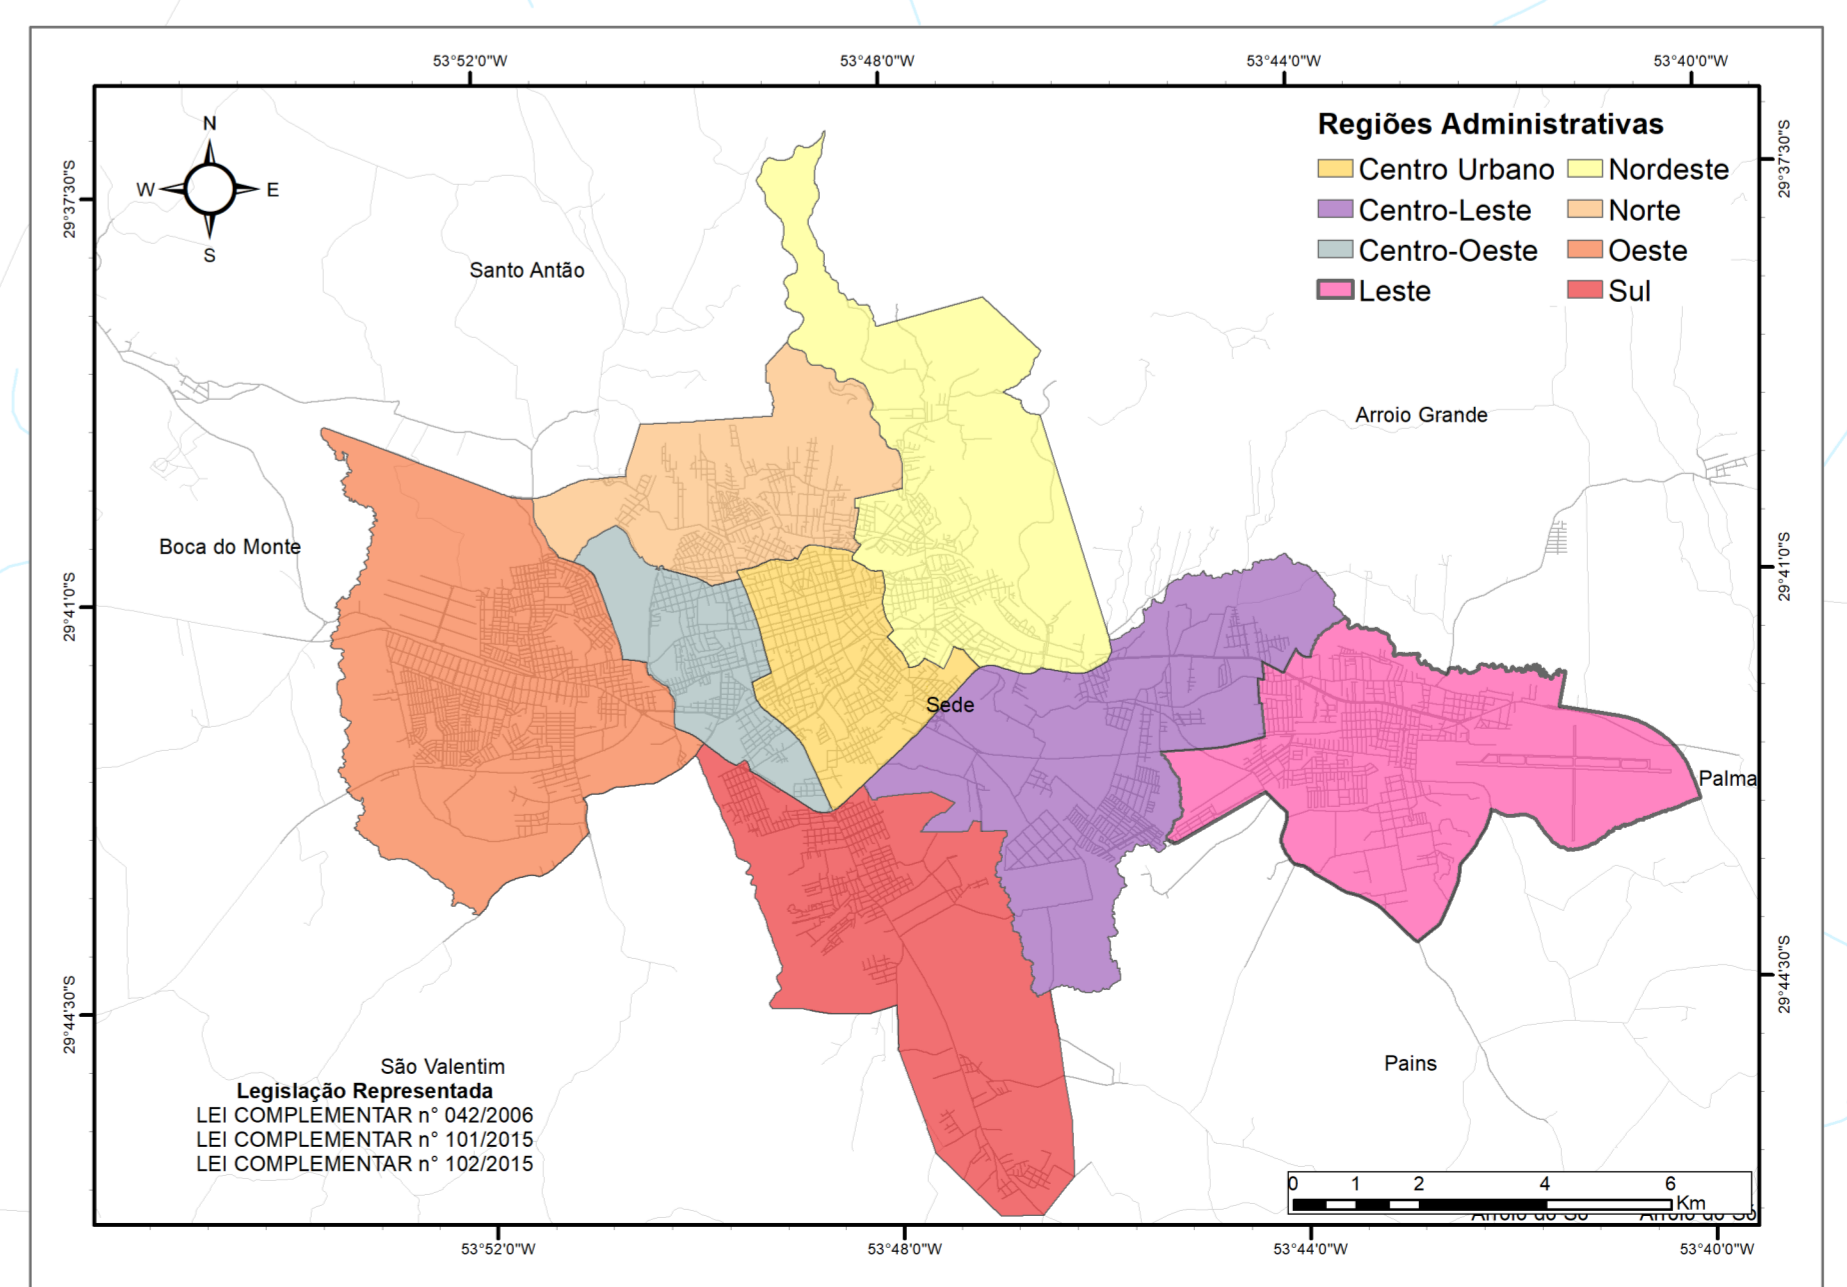 53°52'0"W 53°48'0"W 53°44'0"W 53°40'0"W
Regiões Administrativas
Centro Urbano Nordeste
Centro-Leste Norte
Centro-Oeste Oeste
Leste Sul
N
W E
S
29°37'30"S 29°37'30"S
Santo Antão
Arroio Grande
Boca do Monte
29°41'0"S 29°41'0"S
Sede
Palma
29°44'30"S 29°44'30"S
São Valentim
Pains
Legislação Representada
LEI COMPLEMENTAR n° 042/2006
LEI COMPLEMENTAR n° 101/2015
LEI COMPLEMENTAR n° 102/2015
0 1 2 4 6
Km
53°52'0"W 53°48'0"W 53°44'0"W 53°40'0"W